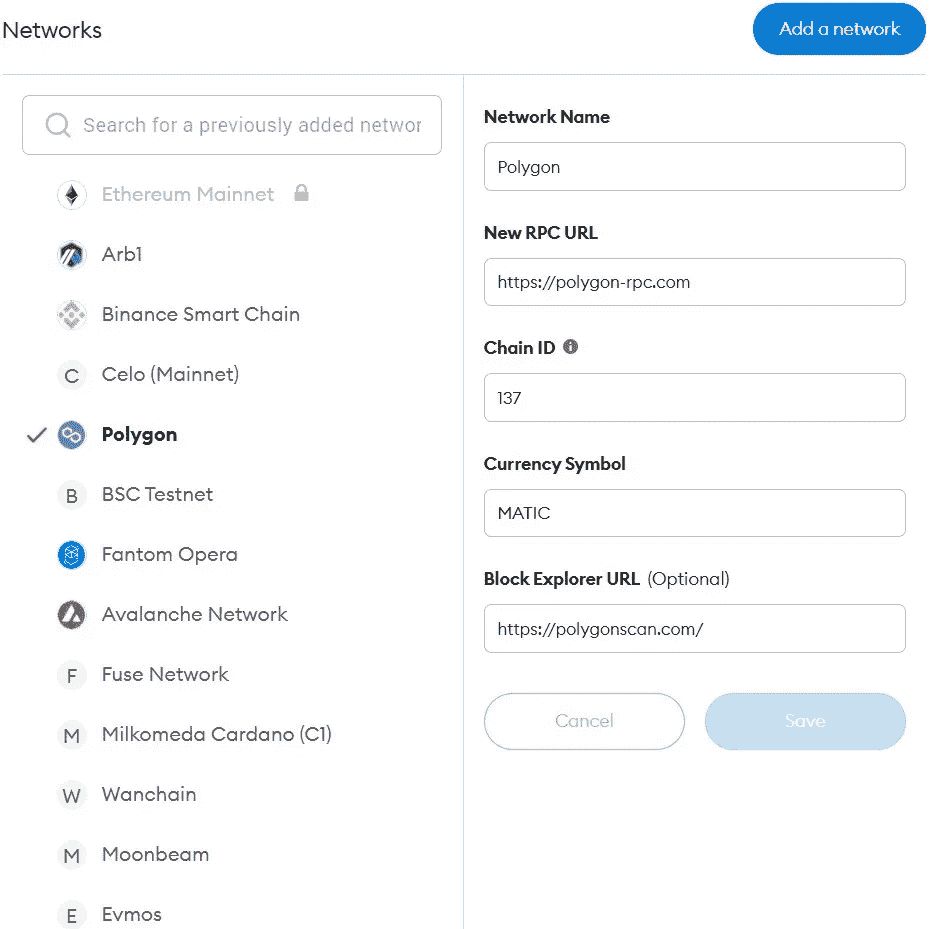 Networks
Add a network
Search for a previously added networ
Ethereum Mainnet
Arb1
Binance Smart Chain
C Celo (Mainnet)
Polygon
B BSC Testnet
Fantom Opera
Avalanche Network
F Fuse Network
M Milkomeda Cardano (C1)
W Wanchain
M Moonbeam
E Evmos
Network Name
Polygon
New RPC URL
https://polygon-rpc.com
Chain ID
137
Currency Symbol
MATIC
Block Explorer URL (Optional)
https://polygonscan.com/
Cancel
Save